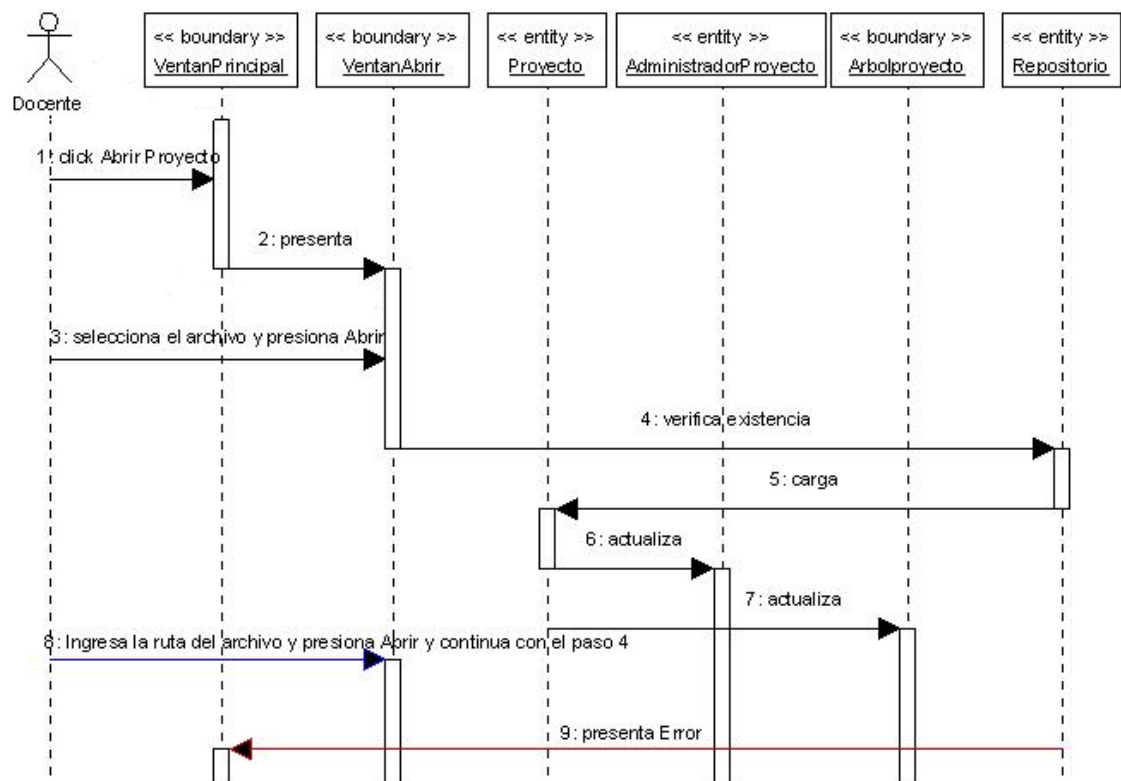 << boundary >>
VentanPrincipal
<< boundary >>
VentanAbrir
<< entity >>
Proyecto
<< entity >>
AdministradorProyecto
<< boundary >>
Arbolproyecto
<< entity >>
Repositorio
Docente
1: click Abrir Proyecto
2: presenta
3: selecciona el archivo y presiona Abrir
4: verifica existencia
5: carga
6: actualiza
7: actualiza
8: Ingresa la ruta del archivo y presiona Abrir y continua con el paso 4
9: presenta Error